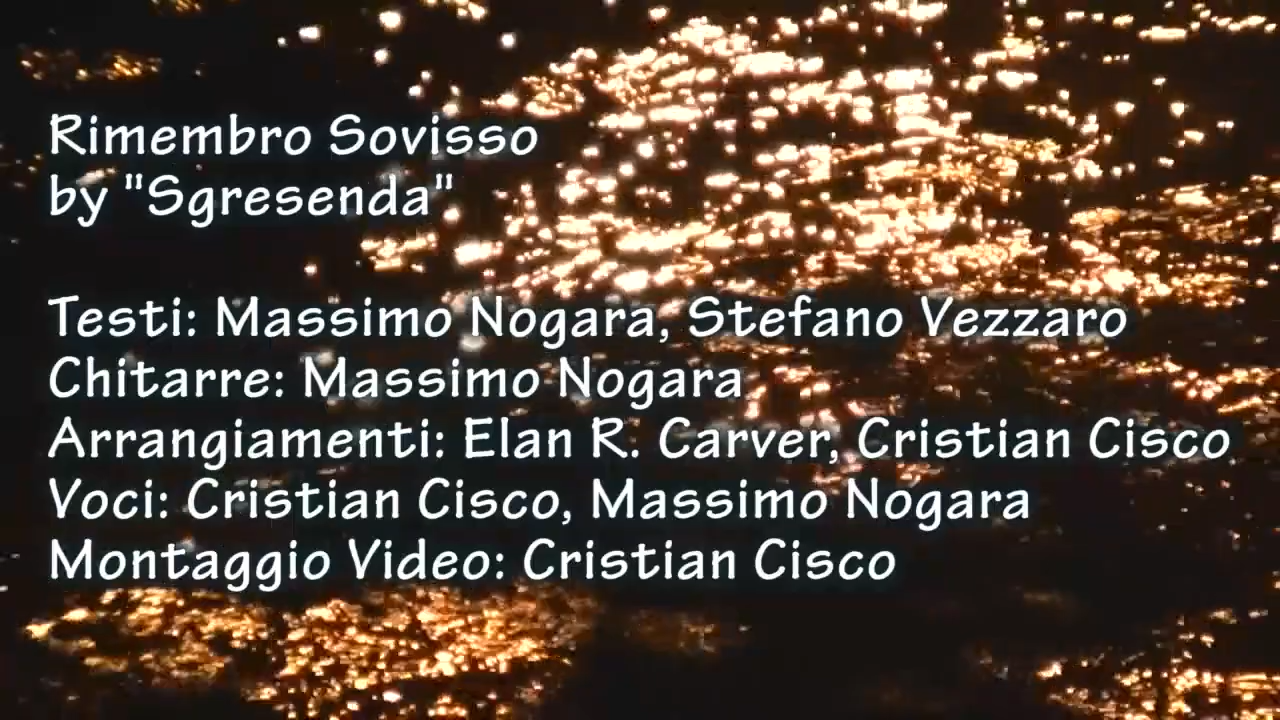 Rimembro Sovisso
by "Sgresenda"
Testi: Massimo Nogara, Stefano Vezzaro
Chitarre: Massimo Nogara
Arrangiamenti: Elan R. Carver, Cristian Cisco
Voci: Cristian Cisco, Massimo Nogara
Montaggio Video: Cristian Cisco